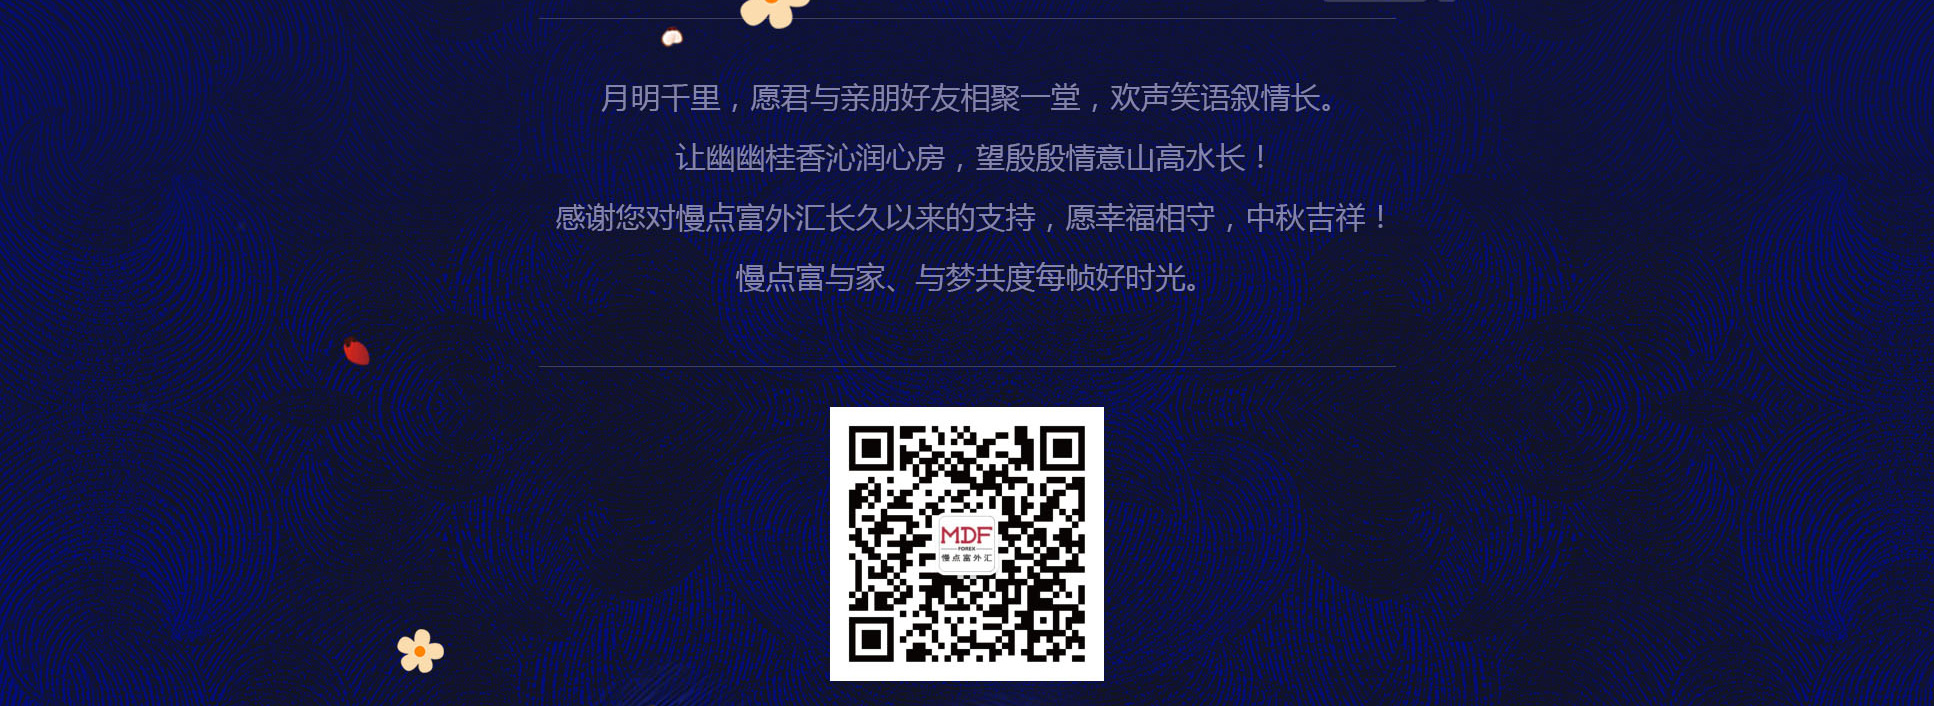 月明千里，愿君与亲朋好友相聚一堂，欢声笑语叙情长。
让幽幽桂香沁润心房，望殷殷情意山高水长！
感谢您对慢点富外汇长久以来的支持，愿幸福相守，中秋吉祥！
慢点富与家、与梦共度每帧好时光。
MDF
FOREX
慢点富外汇